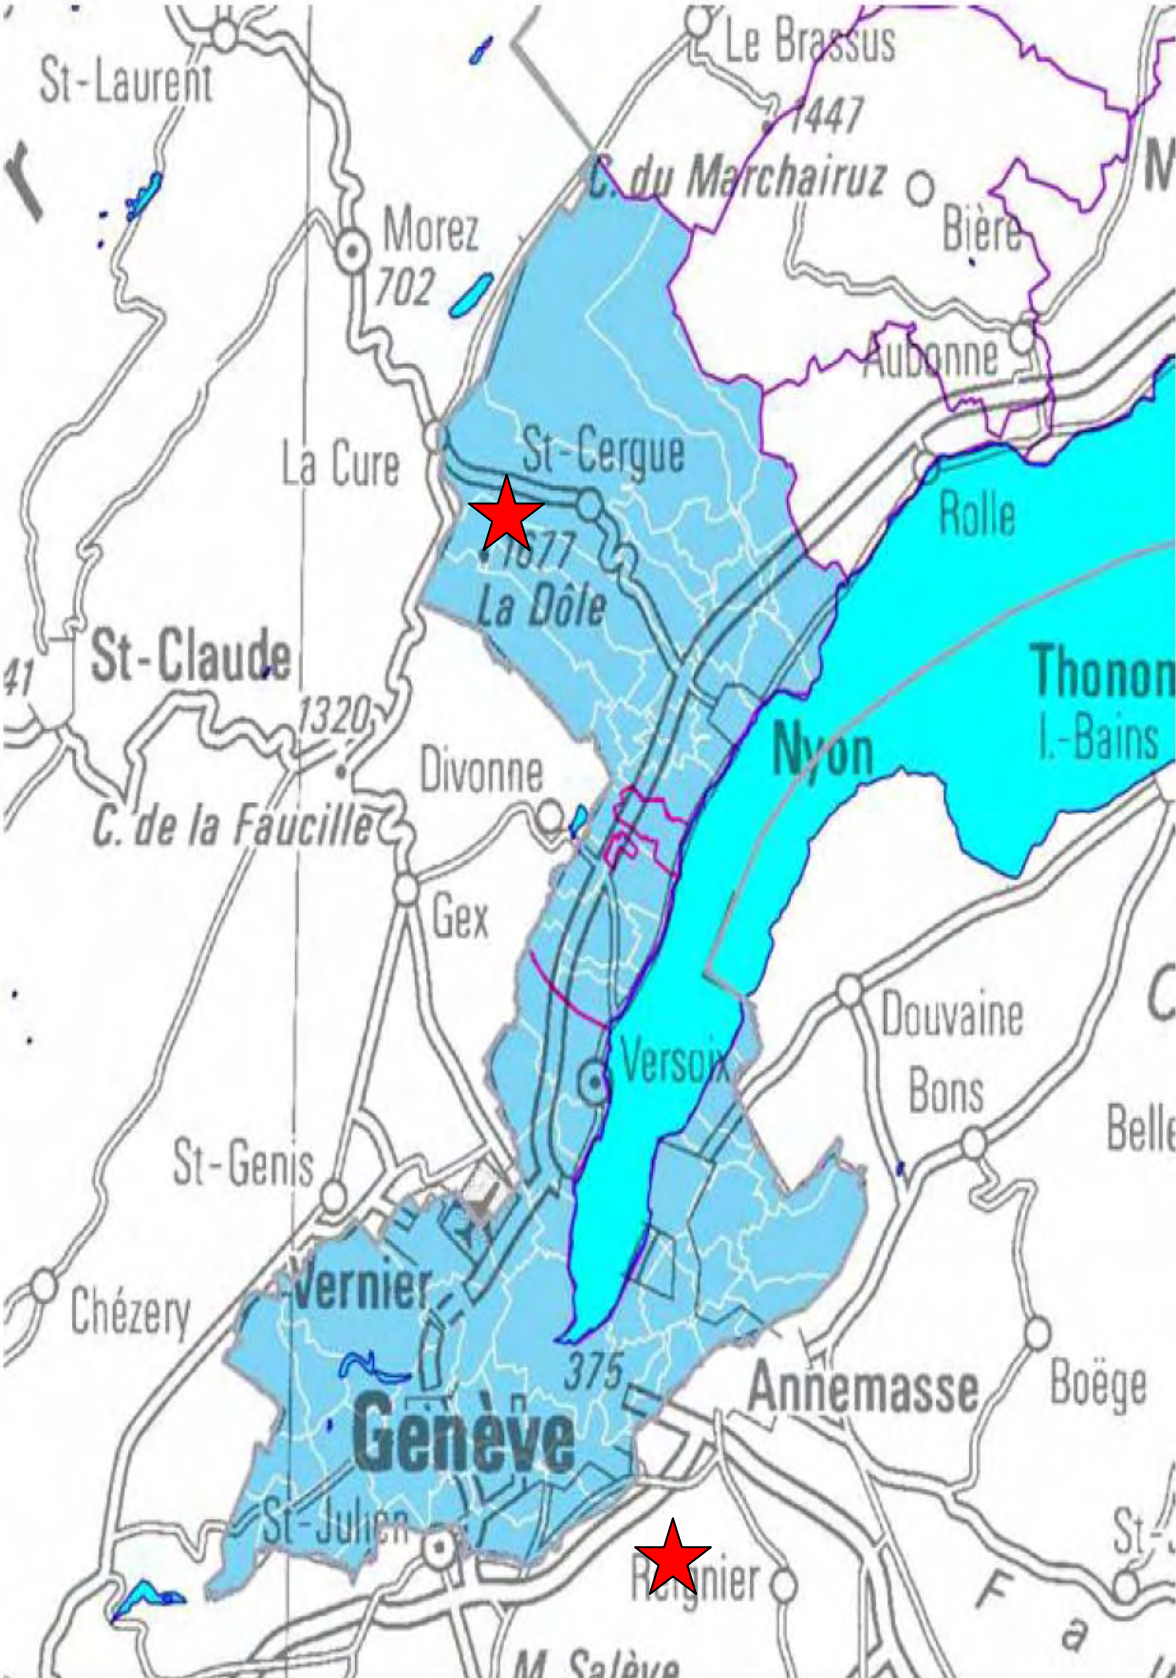 Le Brassus
St-Laurent
1447
C. du Marchairuz
Bière
Morez
702
Aubonne
St-Cergue
La Cure
Rolle
1677
La Dôle
St-Claude
41
Thonon
l.-Bains
1320
Nyon
Divonne
C. de la Faucille
Gex
Douvaine
Versoix
Bons
St-Genis
Vernier
Chézery
375
Annemasse
Boëge
Genève
St-Julien
Reignier
M. Salève